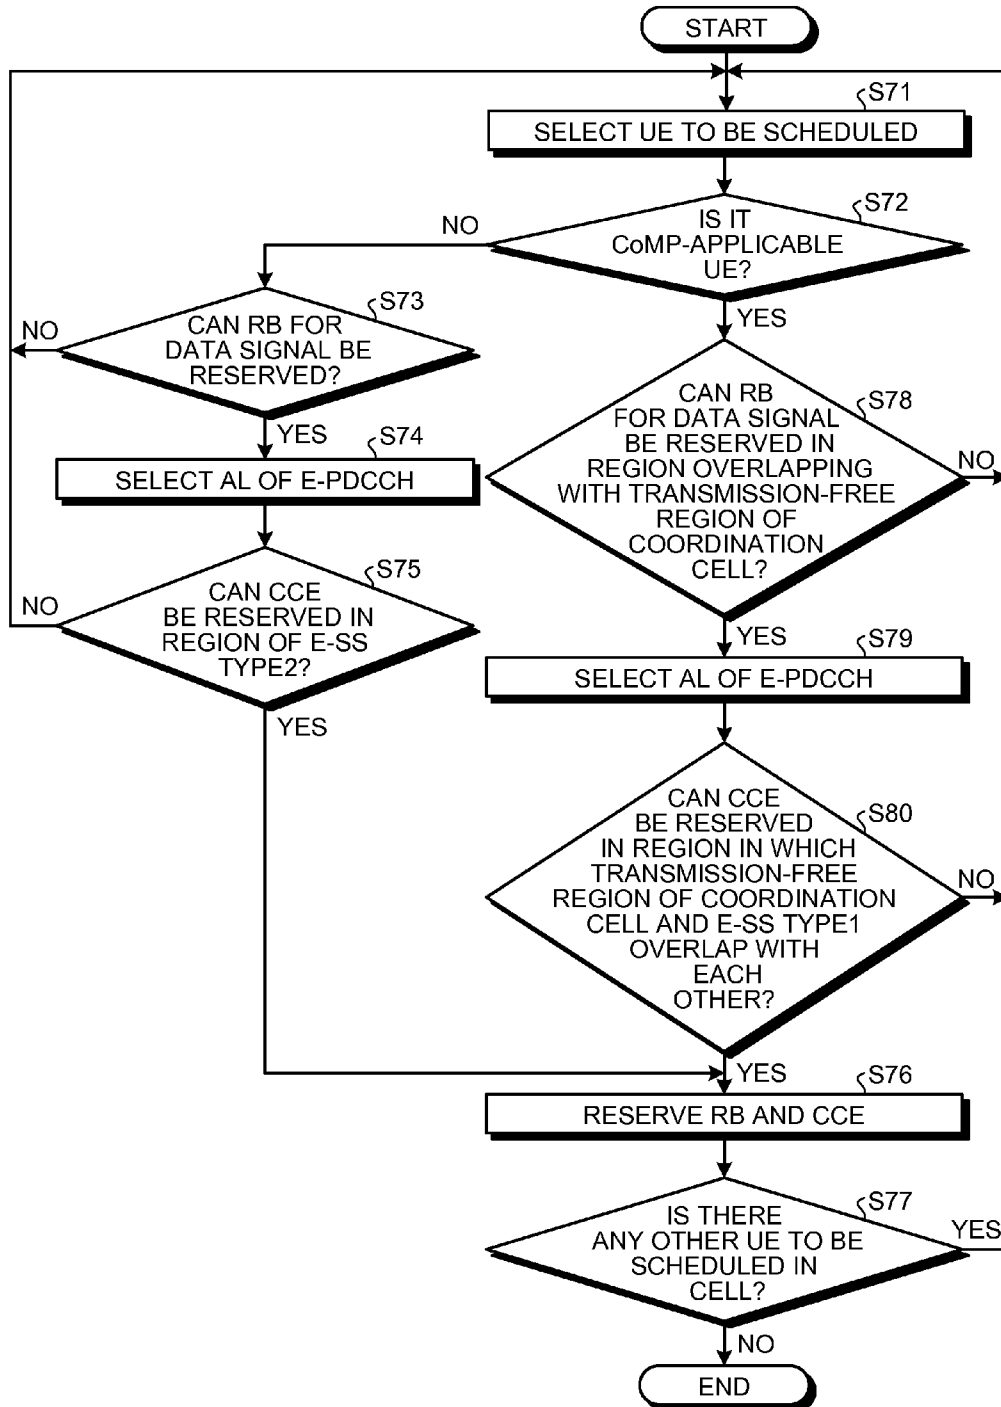 START
S71
SELECT UE TO BE SCHEDULED
S72
IS IT
CoMP-APPLICABLE
UE?
NO
YES
S73
CAN RB FOR
DATA SIGNAL BE
RESERVED?
NO
YES
S74
SELECT AL OF E-PDCCH
S75
CAN CCE
BE RESERVED IN
REGION OF E-SS
TYPE2?
NO
YES
S78
CAN RB
FOR DATA SIGNAL
BE RESERVED IN
REGION OVERLAPPING
WITH TRANSMISSION-FREE
REGION OF
COORDINATION
CELL?
NO
YES
S79
SELECT AL OF E-PDCCH
S80
CAN CCE
BE RESERVED
IN REGION IN WHICH
TRANSMISSION-FREE
REGION OF COORDINATION
CELL AND E-SS TYPE1
OVERLAP WITH
EACH
OTHER?
NO
YES
S76
RESERVE RB AND CCE
S77
IS THERE
ANY OTHER UE TO BE
SCHEDULED IN
CELL?
YES
NO
END